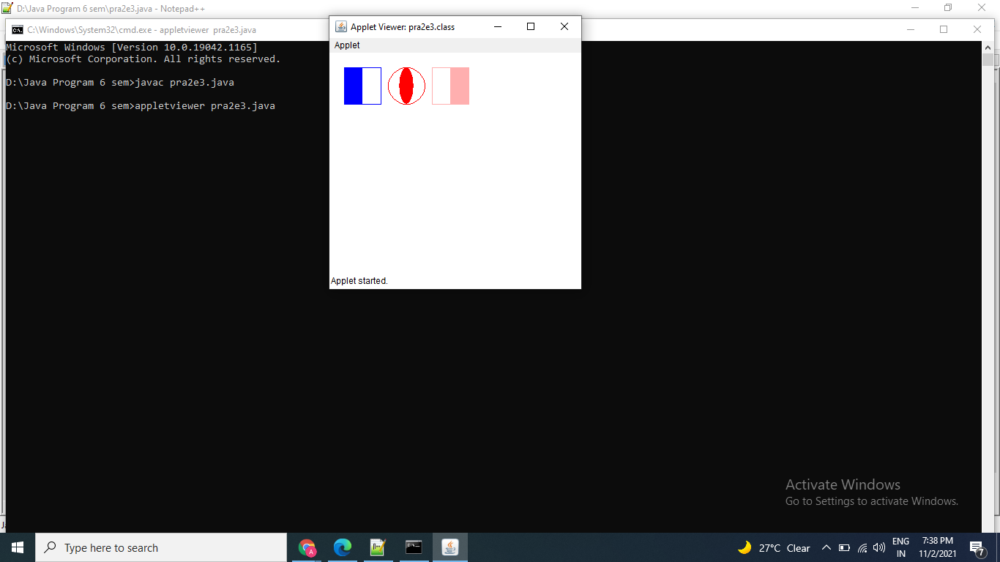 D:\Java Program 6 sem\pra2e3.java - Notepad++
C:\Windows\System32\cmd.exe - appletviewer pra2e3.java
Microsoft Windows [Version 10.0.19042.1165]
(c) Microsoft Corporation. All rights reserved.
D:\Java Program 6 sem>javac pra2e3.java
D:\Java Program 6 sem>appletviewer pra2e3.java
Applet Viewer: pra2e3.class
Applet
Applet started.
Activate Windows
Go to Settings to activate Windows.
Type here to search
27°C Clear
ENG
IN
7:38 PM
11/2/2021
7